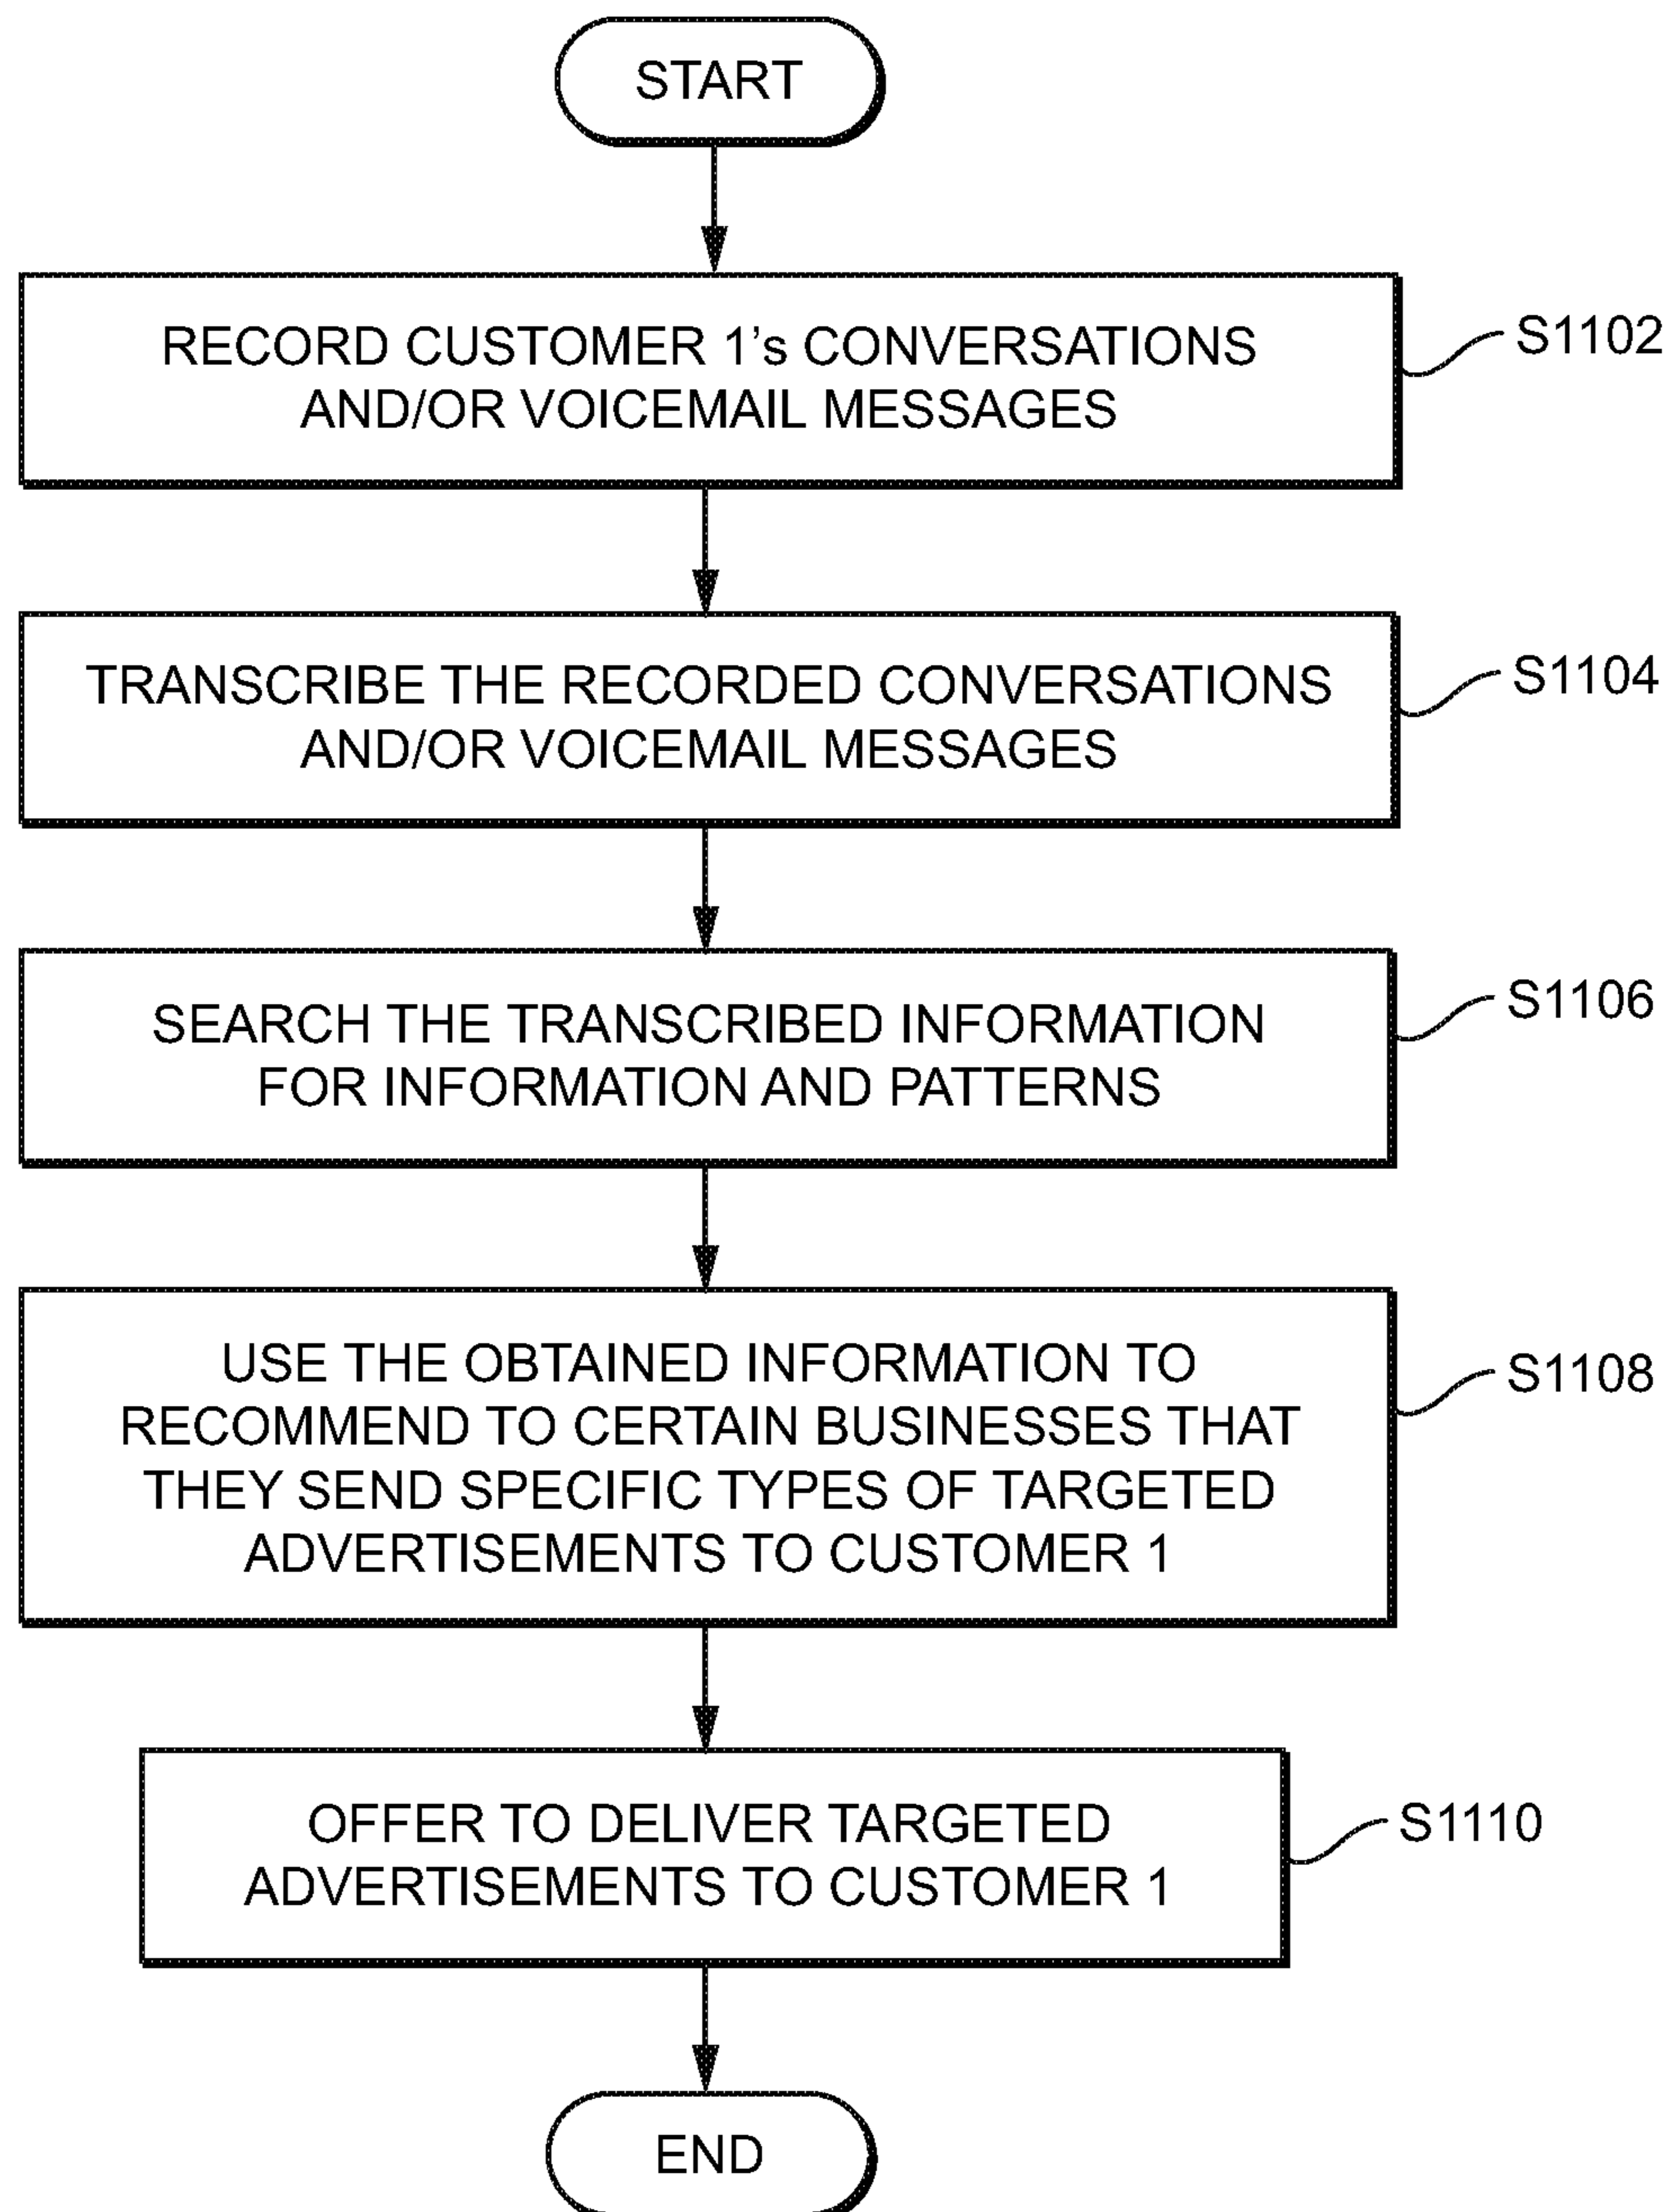 START
RECORD CUSTOMER 1's CONVERSATIONS
AND/OR VOICEMAIL MESSAGES
S1102
TRANSCRIBE THE RECORDED CONVERSATIONS
AND/OR VOICEMAIL MESSAGES
S1104
SEARCH THE TRANSCRIBED INFORMATION
FOR INFORMATION AND PATTERNS
S1106
USE THE OBTAINED INFORMATION TO
RECOMMEND TO CERTAIN BUSINESSES THAT
THEY SEND SPECIFIC TYPES OF TARGETED
ADVERTISEMENTS TO CUSTOMER 1
S1108
OFFER TO DELIVER TARGETED
ADVERTISEMENTS TO CUSTOMER 1
S1110
END